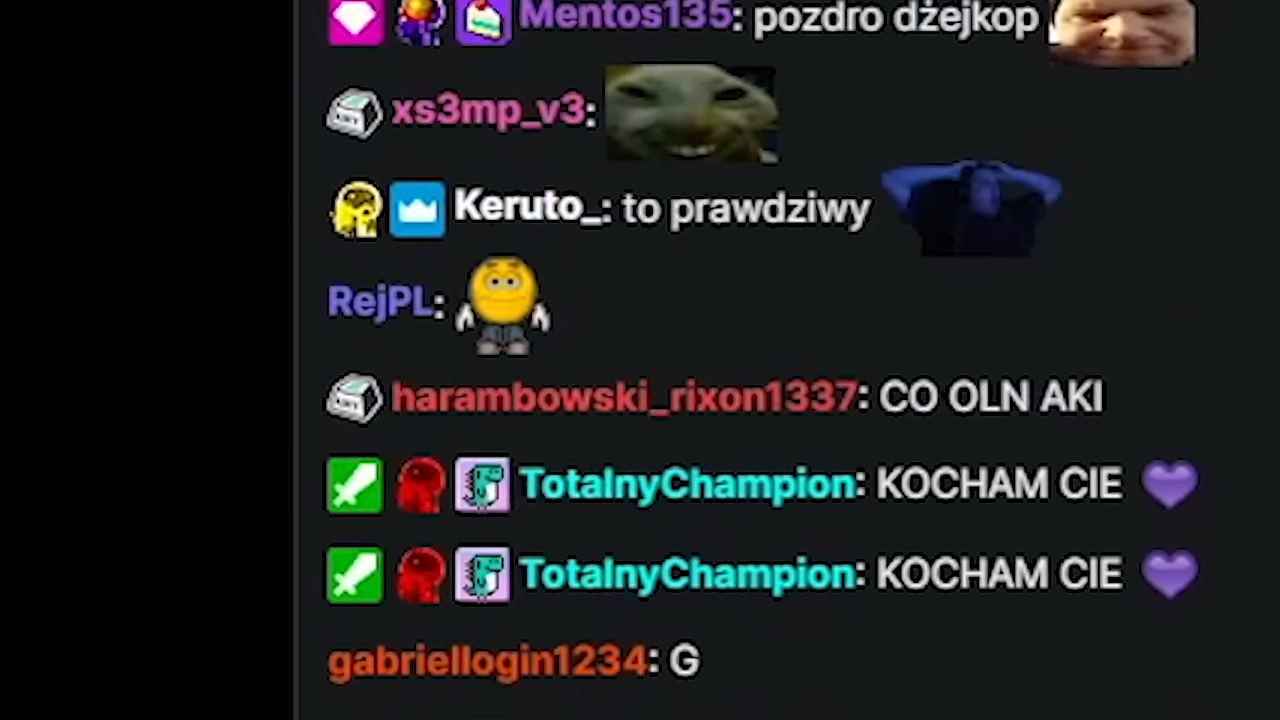 Mentos135: pozdro dżejkop
xs3mp_v3:
Keruto_: to prawdziwy
RejPL:
harambowski_rixon1337: CO OLN AKI
TotalnyChampion: KOCHAM CIE 💜
TotalnyChampion: KOCHAM CIE 💜
gabriellogin1234: G